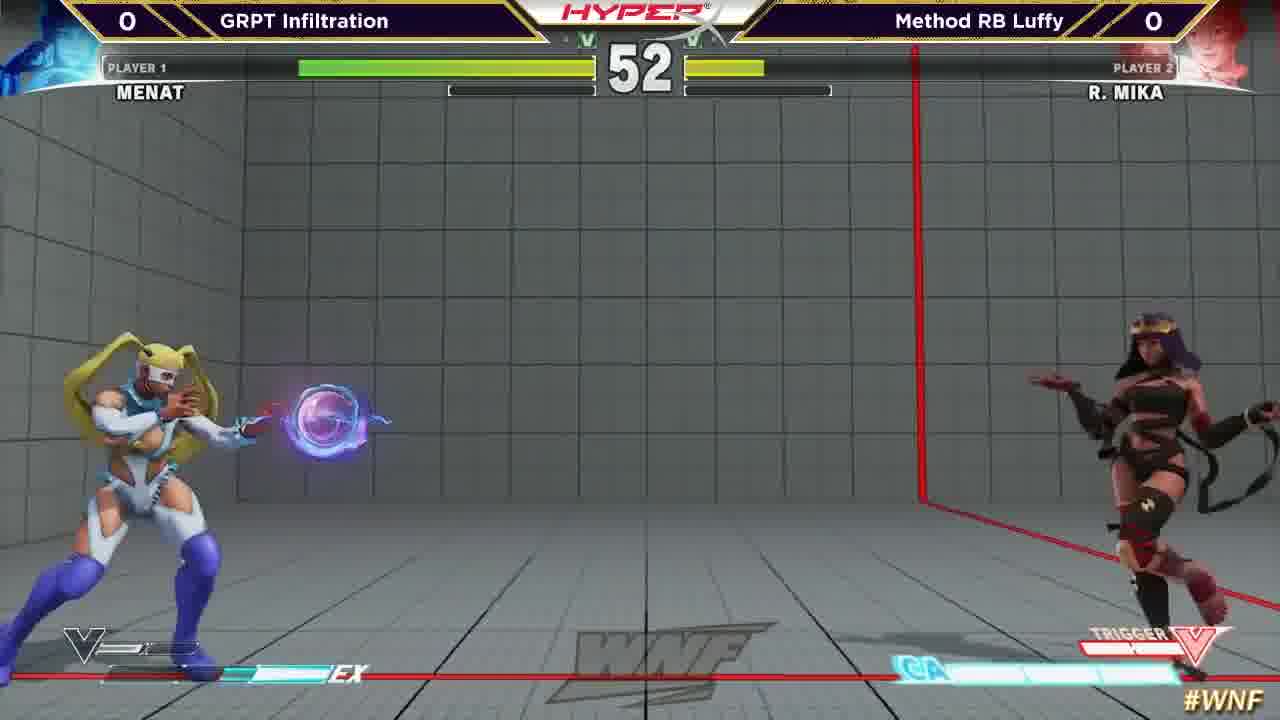 0 GRPT Infiltration HYPERX Method RB Luffy 0
V V
PLAYER 1 52 PLAYER 2
MENAT R. MIKA
V TRIGGER V
EX CA
WNF
#WNF